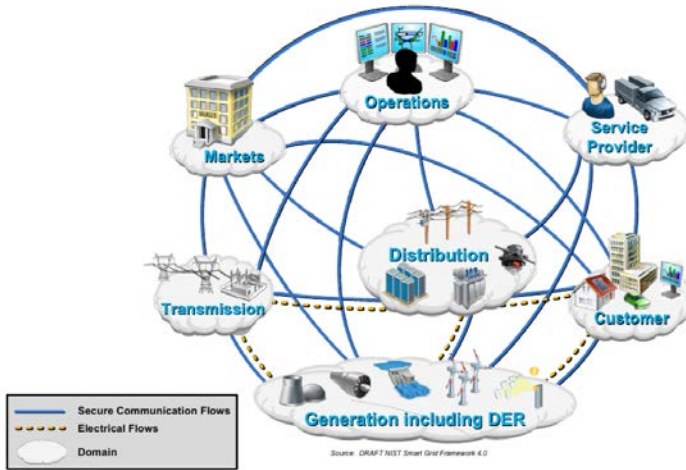 Operations
Markets
Service
Provider
Distribution
Transmission
Customer
Generation including DER
Secure Communication Flows
Electrical Flows
Domain
Source: DRAFT NIST Smart Grid Framework 4.0